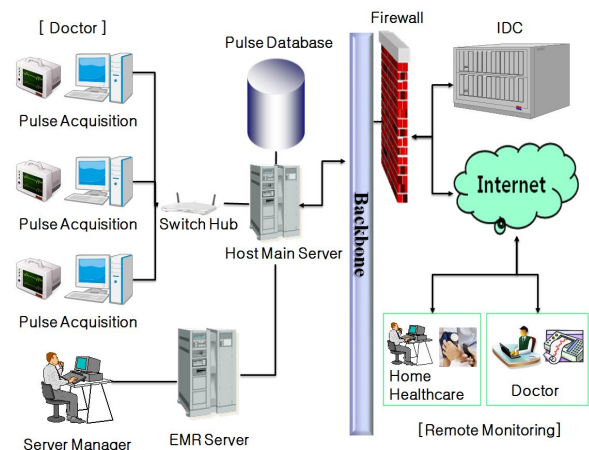 [ Doctor ]
Pulse Acquisition
Pulse Acquisition
Pulse Acquisition
Server Manager
Switch Hub
Pulse Database
Host Main Server
EMR Server
Backbone
Firewall
IDC
Internet
Home
Healthcare
Doctor
[Remote Monitoring]